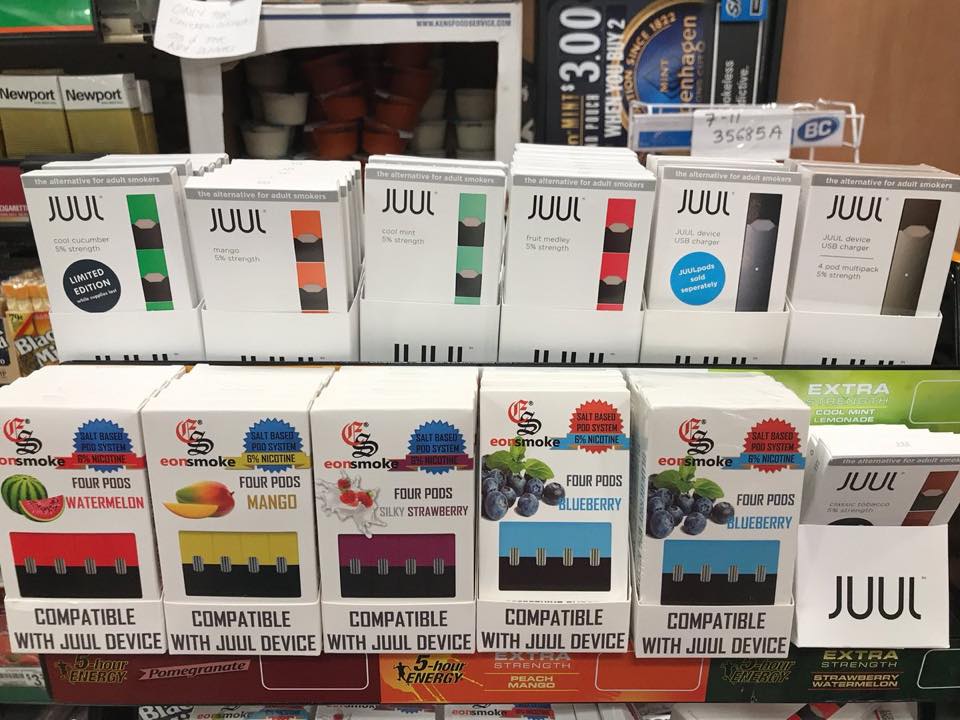 WWW.KENSFOODSERVICE.COM
Newport
Newport
$3.00
WHEN YOU BUY 2
SINCE 1822
MINT
7-11
35685A
BC
the alternative for adult smokers
JUUL
cool cucumber
5% strength
LIMITED
EDITION
while supplies last
the alternative for adult smokers
JUUL
mango
5% strength
the alternative for adult smokers
JUUL
cool mint
5% strength
the alternative for adult smokers
JUUL
fruit medley
5% strength
the alternative for adult smokers
JUUL
JUUL device
USB charger
JUULpods
sold
seperately
the alternative for adult smokers
JUUL
JUUL device
USB charger
4 pod multipack
5% strength
ES
eonsmoke
SALT BASED
POD SYSTEM
6% NICOTINE
FOUR PODS
WATERMELON
COMPATIBLE
WITH JUUL DEVICE
ES
eonsmoke
SALT BASED
POD SYSTEM
6% NICOTINE
FOUR PODS
MANGO
COMPATIBLE
WITH JUUL DEVICE
ES
eonsmoke
SALT BASED
POD SYSTEM
6% NICOTINE
FOUR PODS
SILKY STRAWBERRY
COMPATIBLE
WITH JUUL DEVICE
ES
eonsmoke
SALT BASED
POD SYSTEM
6% NICOTINE
FOUR PODS
BLUEBERRY
COMPATIBLE
WITH JUUL DEVICE
ES
eonsmoke
SALT BASED
POD SYSTEM
6% NICOTINE
FOUR PODS
BLUEBERRY
COMPATIBLE
WITH JUUL DEVICE
EXTRA
STRENGTH
COOL MINT
LEMONADE
the alternative for adult smokers
JUUL
classic tobacco
5% strength
JUUL
5-hour
ENERGY
Pomegranate
5-hour
ENERGY
EXTRA
STRENGTH
PEACH
MANGO
5-hour
ENERGY
EXTRA
STRENGTH
STRAWBERRY
WATERMELON
eonsmoke
eonsmoke